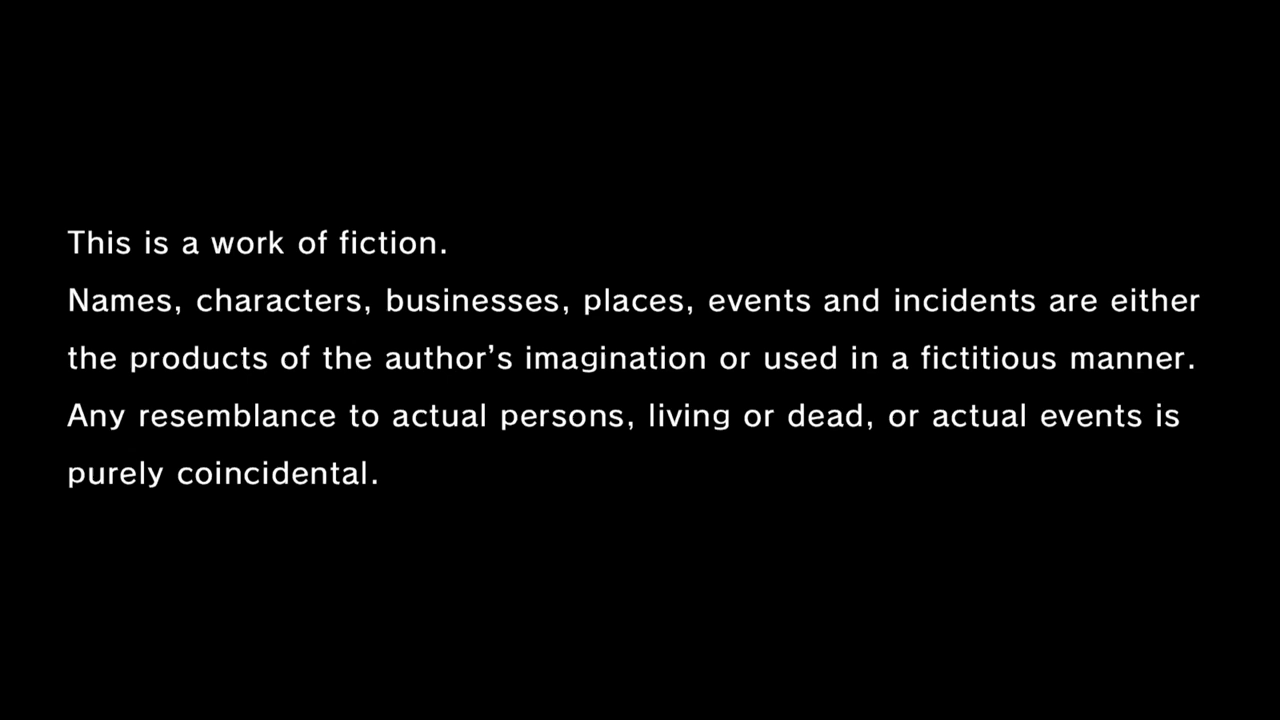 This is a work of fiction.
Names, characters, businesses, places, events and incidents are either
the products of the author’s imagination or used in a fictitious manner.
Any resemblance to actual persons, living or dead, or actual events is
purely coincidental.